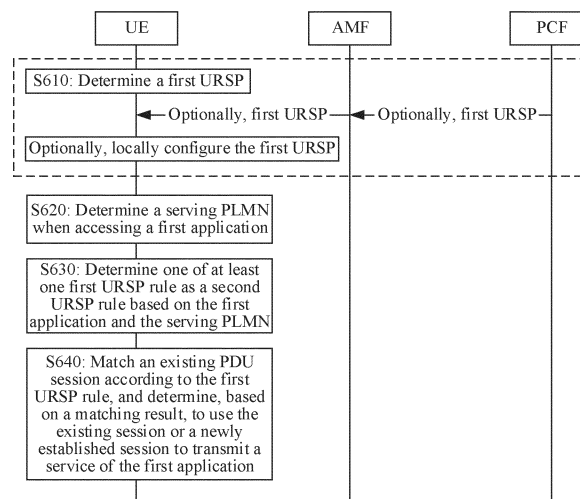 UE
AMF
PCF
S610: Determine a first URSP
Optionally, first URSP
Optionally, first URSP
Optionally, locally configure the first URSP
S620: Determine a serving PLMN
when accessing a first application
S630: Determine one of at least
one first URSP rule as a second
URSP rule based on the first
application and the serving PLMN
S640: Match an existing PDU
session according to the first
URSP rule, and determine, based
on a matching result, to use the
existing session or a newly
established session to transmit a
service of the first application